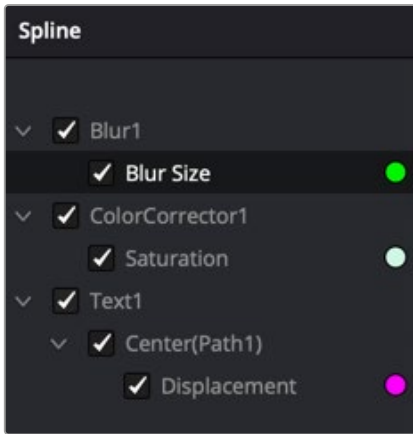 Spline
Blur1
Blur Size
ColorCorrector1
Saturation
Text1
Center(Path1)
Displacement